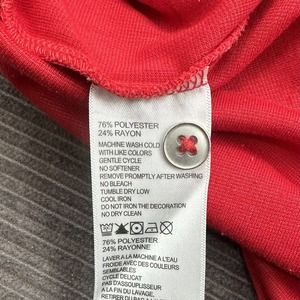 76% POLYESTER
24% RAYON
MACHINE WASH COLD
WITH LIKE COLORS
GENTLE CYCLE
NO SOFTENER
REMOVE PROMPTLY AFTER WASHING
NO BLEACH
TUMBLE DRY LOW
COOL IRON
DO NOT IRON THE DECORATION
NO DRY CLEAN
76% POLYESTER
24% RAYONNE
LAVER A LA MACHINE A L'EAU
FROIDE AVEC DES COULEURS
SEMBLABLES
CYCLE DELICAT
PAS D'ASSOUPLISSEUR
A LA FIN DU LAVAGE.